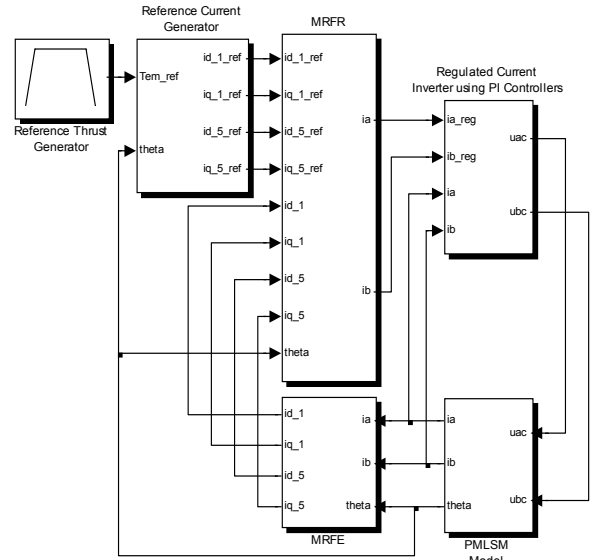 Reference Current
Generator
MRFR
Regulated Current
Inverter using PI Controllers
Reference Thrust
Generator
Tem_ref
theta
id_1_ref
iq_1_ref
id_5_ref
iq_5_ref
id_1_ref
iq_1_ref
id_5_ref
iq_5_ref
id_1
iq_1
id_5
iq_5
theta
ia
ib
ia_reg
ib_reg
ia
ib
uac
ubc
id_1
iq_1
id_5
iq_5
ia
ib
theta
MRFE
ia
ib
theta
uac
ubc
PMLSM
Model